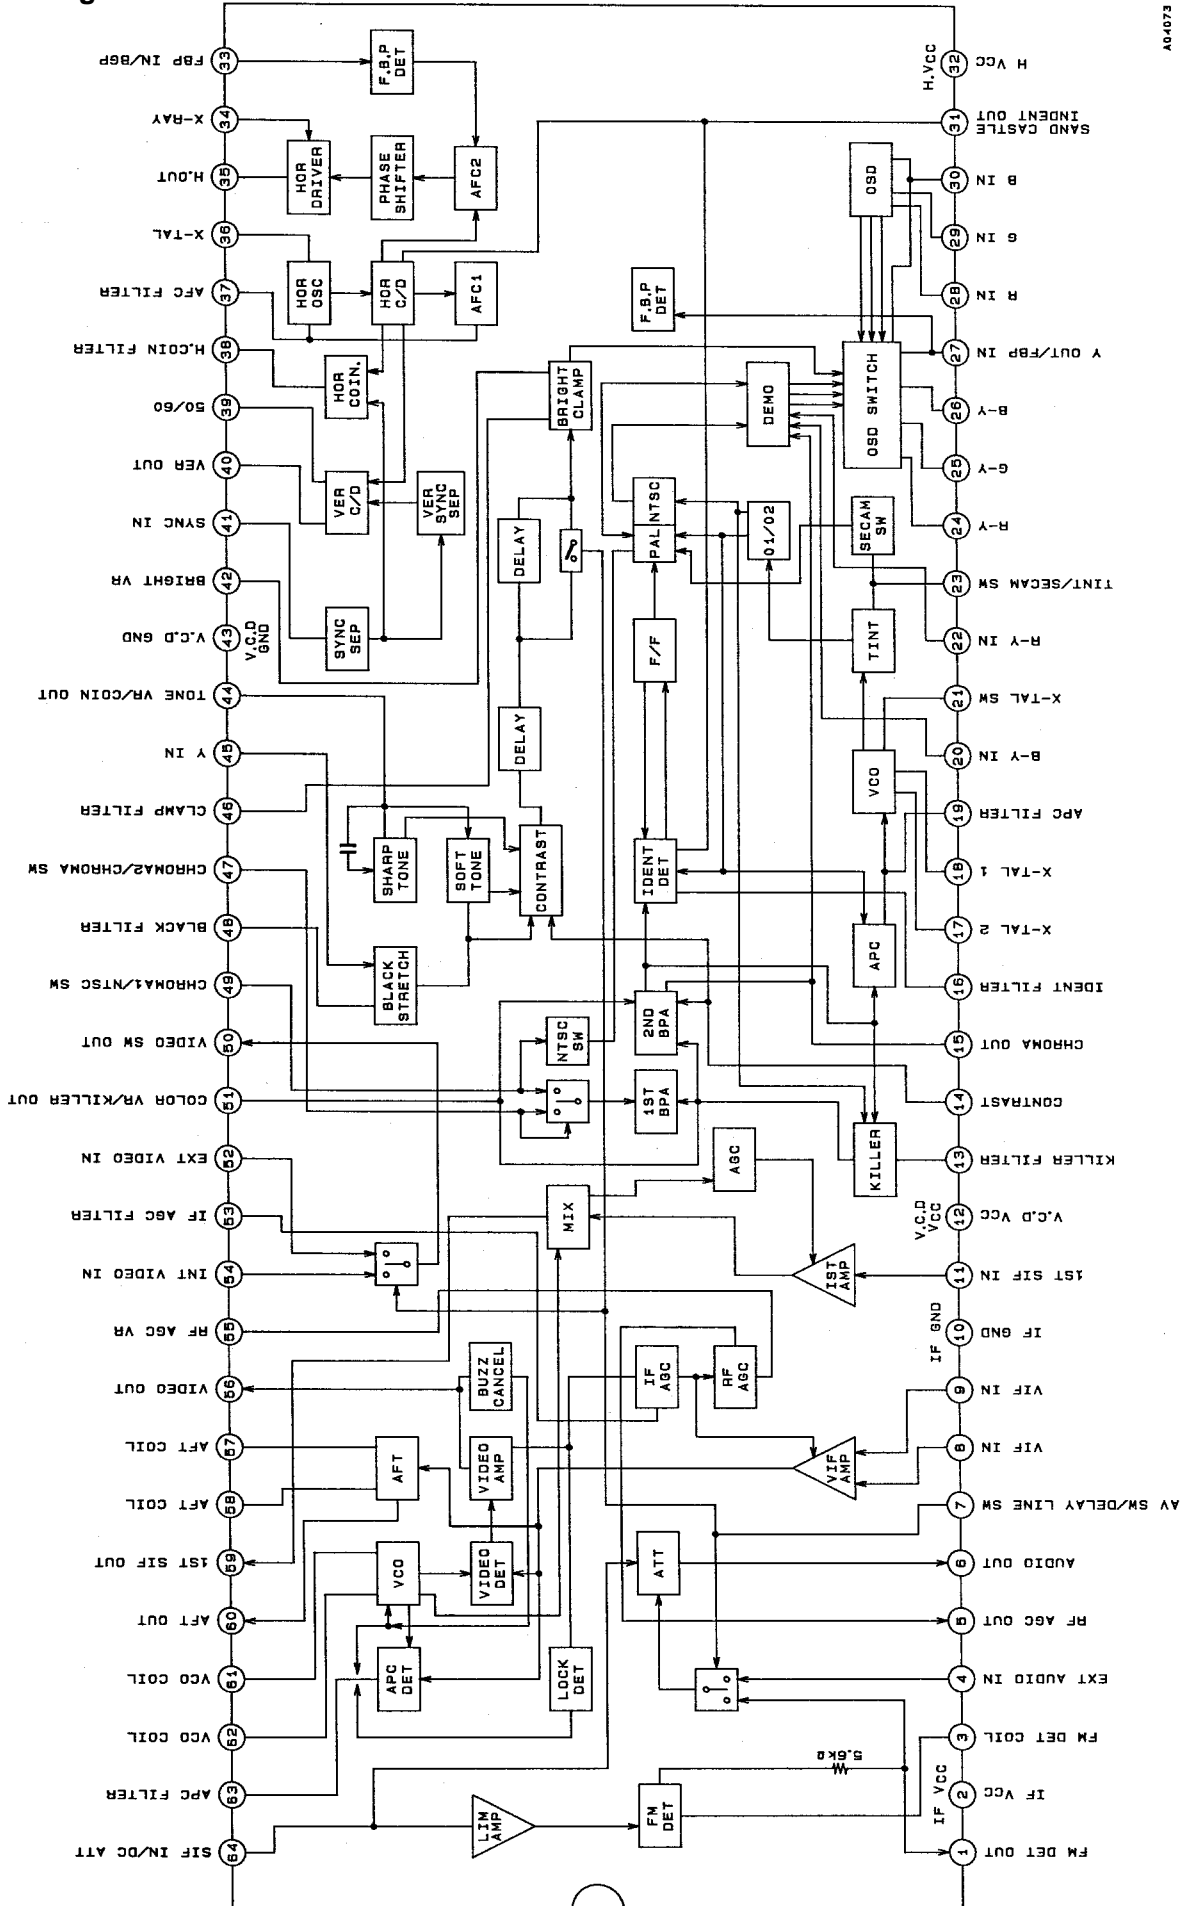 A04073
33 FBP IN/BGP
34 X-RAY
35 H.OUT
36 X-TAL
37 AFC FILTER
38 H.COIN FILTER
39 50/60
40 VER OUT
41 SYNC IN
42 BRIGHT VR
43 V.C.D GND
V.C.D
GND
44 TONE VR/COIN OUT
45 Y IN
46 CLAMP FILTER
47 CHROMA2/CHROMA SW
48 BLACK FILTER
49 CHROMA1/NTSC SW
50 VIDEO SW OUT
51 COLOR VR/KILLER OUT
52 EXT VIDEO IN
53 IF AGC FILTER
54 INT VIDEO IN
55 RF AGC VR
56 VIDEO OUT
57 AFT COIL
58 AFT COIL
59 1ST SIF OUT
60 AFT OUT
61 VCO COIL
62 VCO COIL
63 APC FILTER
64 SIF IN/DC ATT
32 H VCC
H.VCC
31 SAND CASTLE
INDENT OUT
30 B IN
29 G IN
28 R IN
27 Y OUT/FBP IN
26 B-Y
25 G-Y
24 R-Y
23 TINT/SECAM SW
22 R-Y IN
21 X-TAL SW
20 B-Y IN
19 APC FILTER
18 X-TAL 1
17 X-TAL 2
16 IDENT FILTER
15 CHROMA OUT
14 CONTRAST
13 KILLER FILTER
12 V.C.D VCC
V.C.D
VCC
11 1ST SIF IN
10 IF GND
IF GND
9 VIF IN
8 VIF IN
7 AV SW/DELAY LINE SW
6 AUDIO OUT
5 RF AGC OUT
4 EXT AUDIO IN
3 FM DET COIL
2 IF VCC
IF VCC
1 FM DET OUT
F.B.P
DET
HOR
DRIVER
PHASE
SHIFTER
AFC2
HOR
OSC
HOR
C/D
AFC1
HOR
COIN.
VER
C/D
VER
SYNC
SEP
SYNC
SEP
OSD
F.B.P
DET
OSD SWITCH
DEMO
BRIGHT
CLAMP
DELAY
PAL
NTSC
01/02
SECAM
SW
F/F
TINT
DELAY
VCO
SHARP
TONE
SOFT
TONE
CONTRAST
IDENT
DET
APC
BLACK
STRETCH
NTSC
SW
2ND
BPA
1ST
BPA
KILLER
AGC
MIX
IST
AMP
BUZZ
CANCEL
IF
AGC
RF
AGC
AFT
VIDEO
AMP
VIF
AMP
VCO
VIDEO
DET
ATT
APC
DET
LOCK
DET
5.6kΩ
LIM
AMP
FM
DET